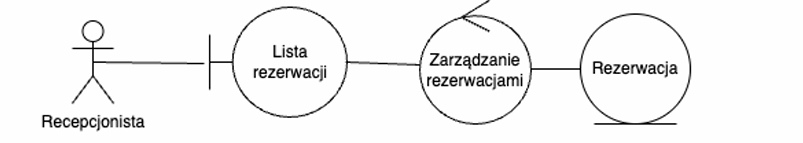 Lista
rezerwacji
Zarządzanie
rezerwacjami
Rezerwacja
Recepcjonista